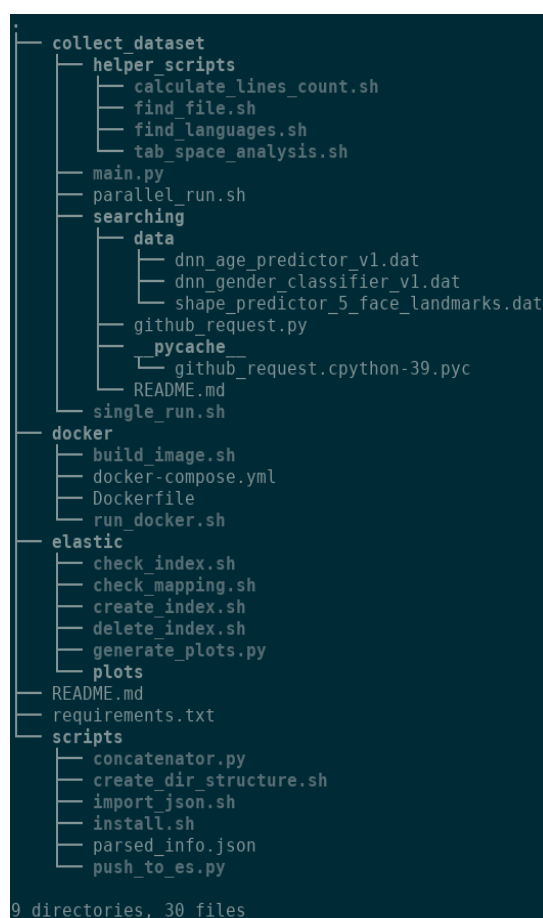 .
├── collect_dataset
│   ├── helper_scripts
│   │   ├── calculate_lines_count.sh
│   │   ├── find_file.sh
│   │   ├── find_languages.sh
│   │   └── tab_space_analysis.sh
│   ├── main.py
│   ├── parallel_run.sh
│   ├── searching
│   │   ├── data
│   │   │   ├── dnn_age_predictor_v1.dat
│   │   │   ├── dnn_gender_classifier_v1.dat
│   │   │   └── shape_predictor_5_face_landmarks.dat
│   │   ├── github_request.py
│   │   ├── __pycache__
│   │   │   └── github_request.cpython-39.pyc
│   │   └── README.md
│   └── single_run.sh
├── docker
│   ├── build_image.sh
│   ├── docker-compose.yml
│   ├── Dockerfile
│   └── run_docker.sh
├── elastic
│   ├── check_index.sh
│   ├── check_mapping.sh
│   ├── create_index.sh
│   ├── delete_index.sh
│   ├── generate_plots.py
│   └── plots
├── README.md
├── requirements.txt
└── scripts
    ├── concatenator.py
    ├── create_dir_structure.sh
    ├── import_json.sh
    ├── install.sh
    ├── parsed_info.json
    └── push_to_es.py
9 directories, 30 files